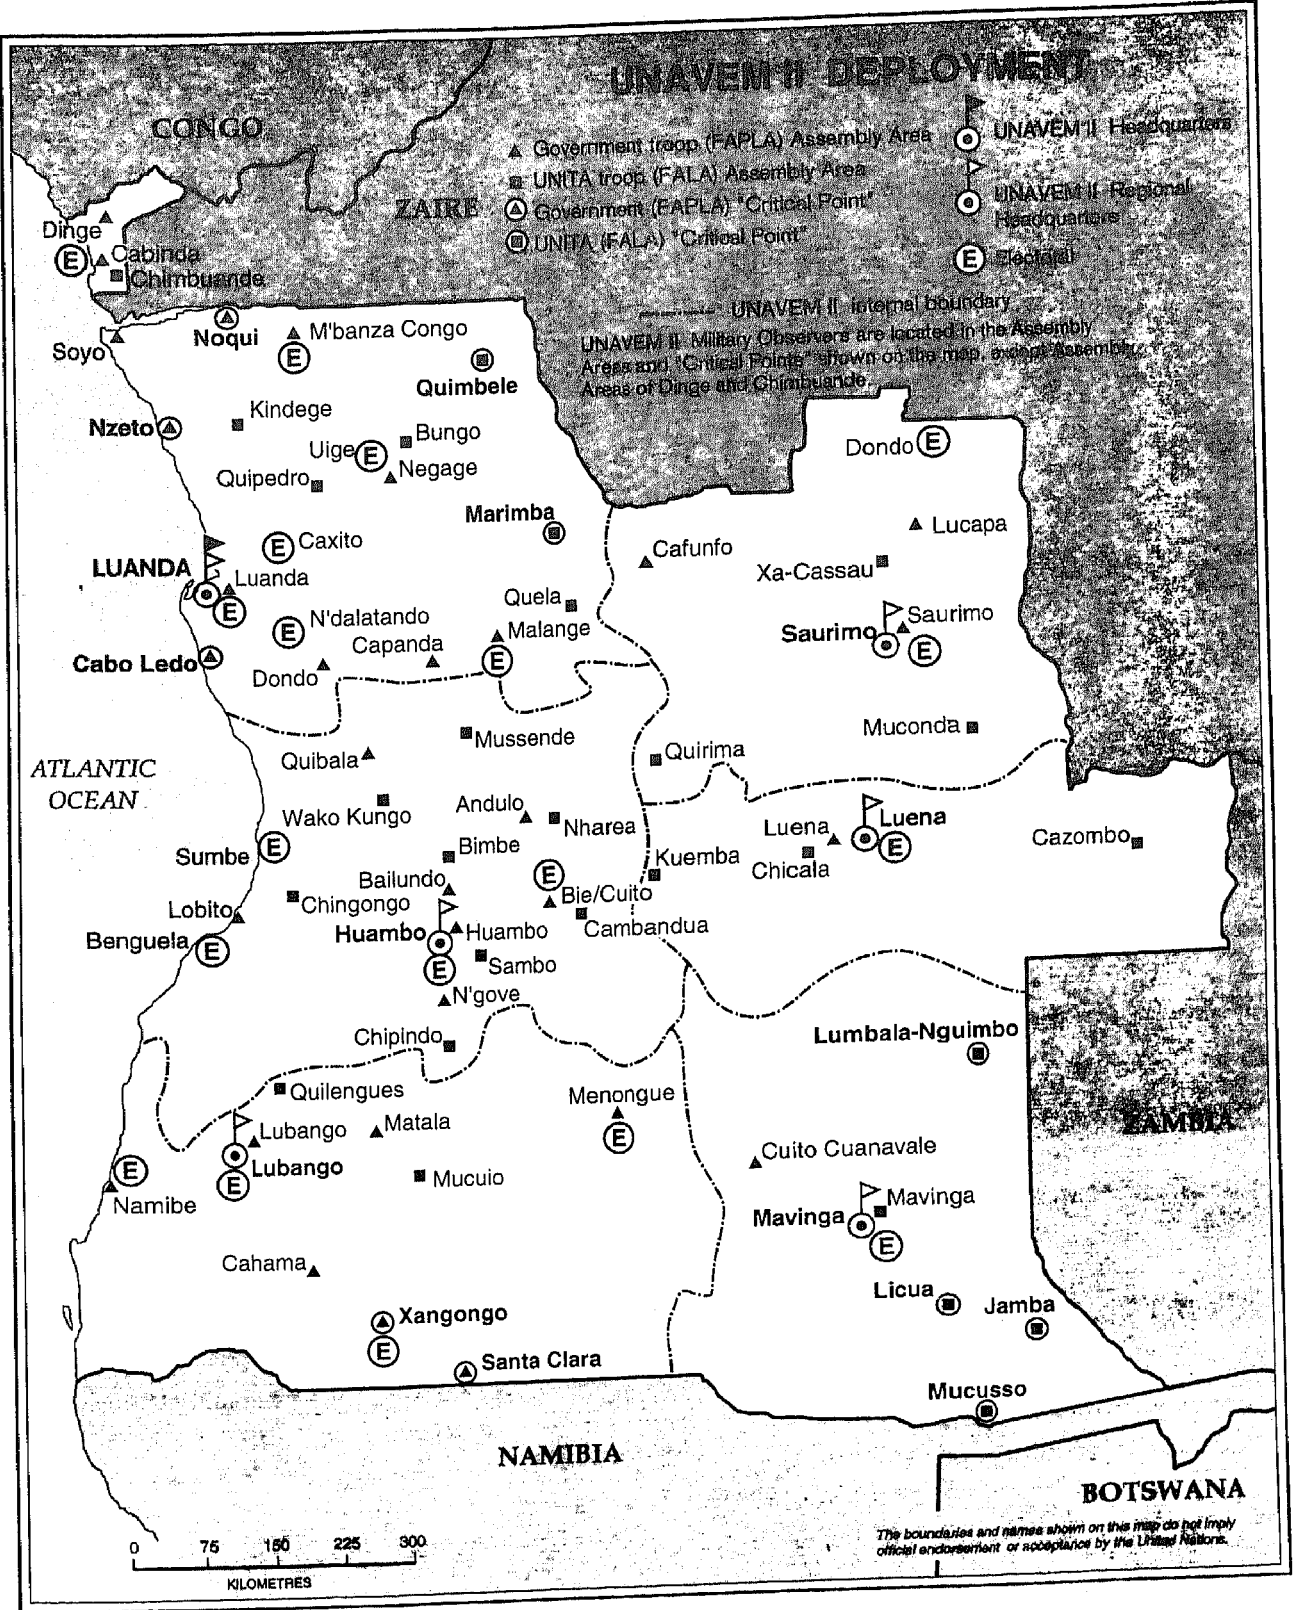 UNAVEM II DEPLOYMENT
CONGO
ZAIRE
Government troop (FAPLA) Assembly Area
UNITA troop (FALA) Assembly Area
Government (FAPLA) "Critical Point"
UNITA (FALA) "Critical Point"
UNAVEM II Headquarters
UNAVEM II Regional
Headquarters
E Electoral
UNAVEM II internal boundary
UNAVEM II Military Observers are located in the Assembly
Areas and "Critical Points" shown on the map, except Assembly
Areas of Dinge and Chimbuande.
Dinge
E
Cabinda
Chimbuande
Soyo
Noqui
M'banza Congo
E
Quimbele
Nzeto
Kindege
Uige E
Bungo
Negage
Quipedro
Dondo E
Marimba
Lucapa
E Caxito
Cafunfo
Xa-Cassau
LUANDA
Luanda
E
Quela
E N'dalatando
Malange
E
Capanda
Saurimo
Saurimo
E
Cabo Ledo
Dondo
Mussende
Muconda
Quibala
Quirima
ATLANTIC
OCEAN
Wako Kungo
Andulo
Nharea
Luena
Luena
E
Cazombo
Sumbe E
Bimbe
Kuemba
Chicala
Bailundo
E
Bie/Cuito
Chingongo
Lobito
Cambandua
Benguela E
Huambo
Huambo
E
Sambo
N'gove
Lumbala-Nguimbo
Chipindo
Quilengues
Menongue
E
ZAMBIA
Lubango
Matala
Cuito Cuanavale
Lubango
E
E
Namibe
Mucuio
Mavinga
Mavinga
E
Cahama
Licua
Jamba
Xangongo
E
Santa Clara
Mucusso
NAMIBIA
BOTSWANA
The boundaries and names shown on this map do not imply
official endorsement or acceptance by the United Nations.
0 75 150 225 300
KILOMETRES